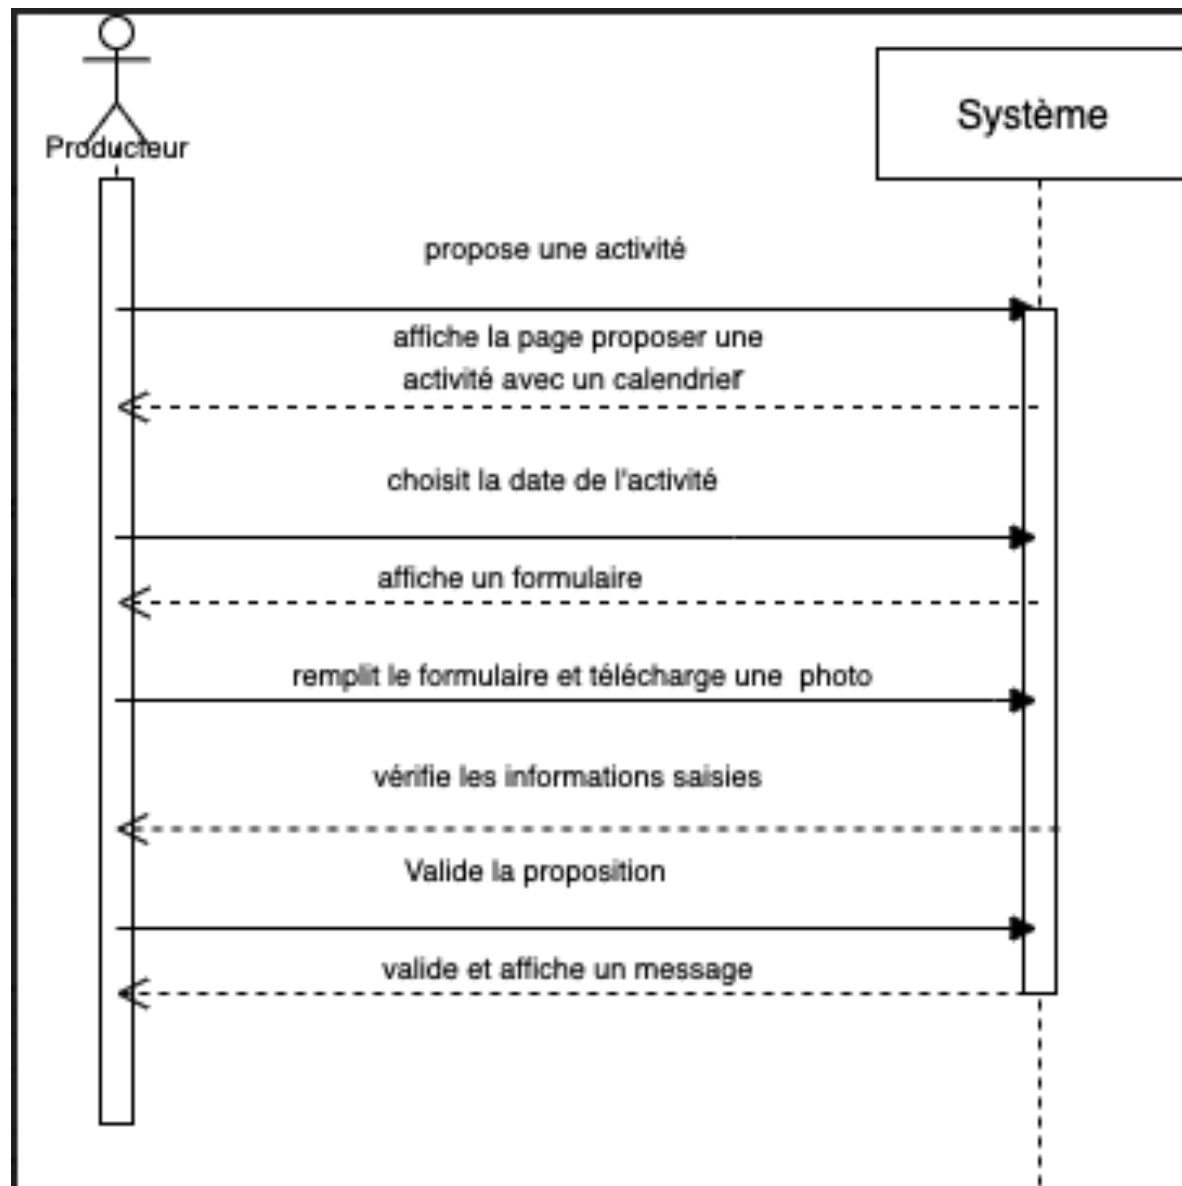 Producteur
Système
propose une activité
affiche la page proposer une
activité avec un calendrier
choisit la date de l'activité
affiche un formulaire
remplit le formulaire et télécharge une  photo
vérifie les informations saisies
Valide la proposition
valide et affiche un message